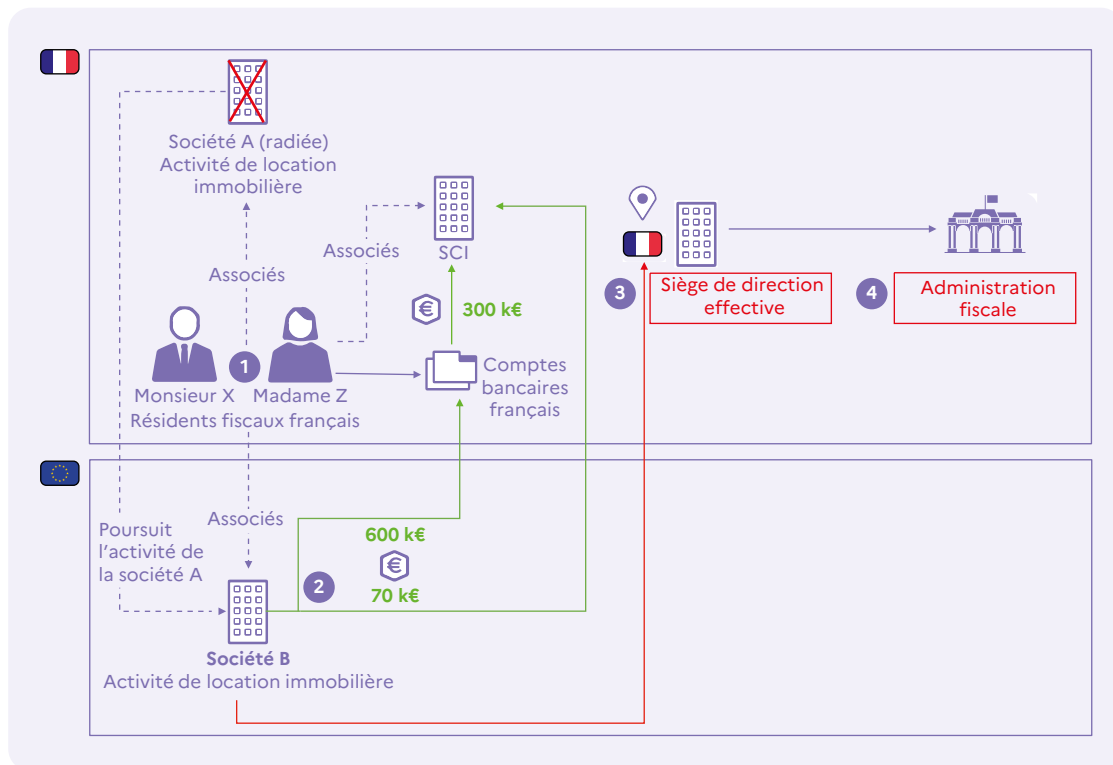 Société A (radiée)
Activité de location
immobilière
Associés
Associés
SCI
€
300 k€
1
Monsieur X
Madame Z
Résidents fiscaux français
Comptes
bancaires
français
3
Siège de direction
effective
4
Administration
fiscale
Poursuit
l'activité de
la société A
Associés
600 k€
€
70 k€
2
Société B
Activité de location immobilière